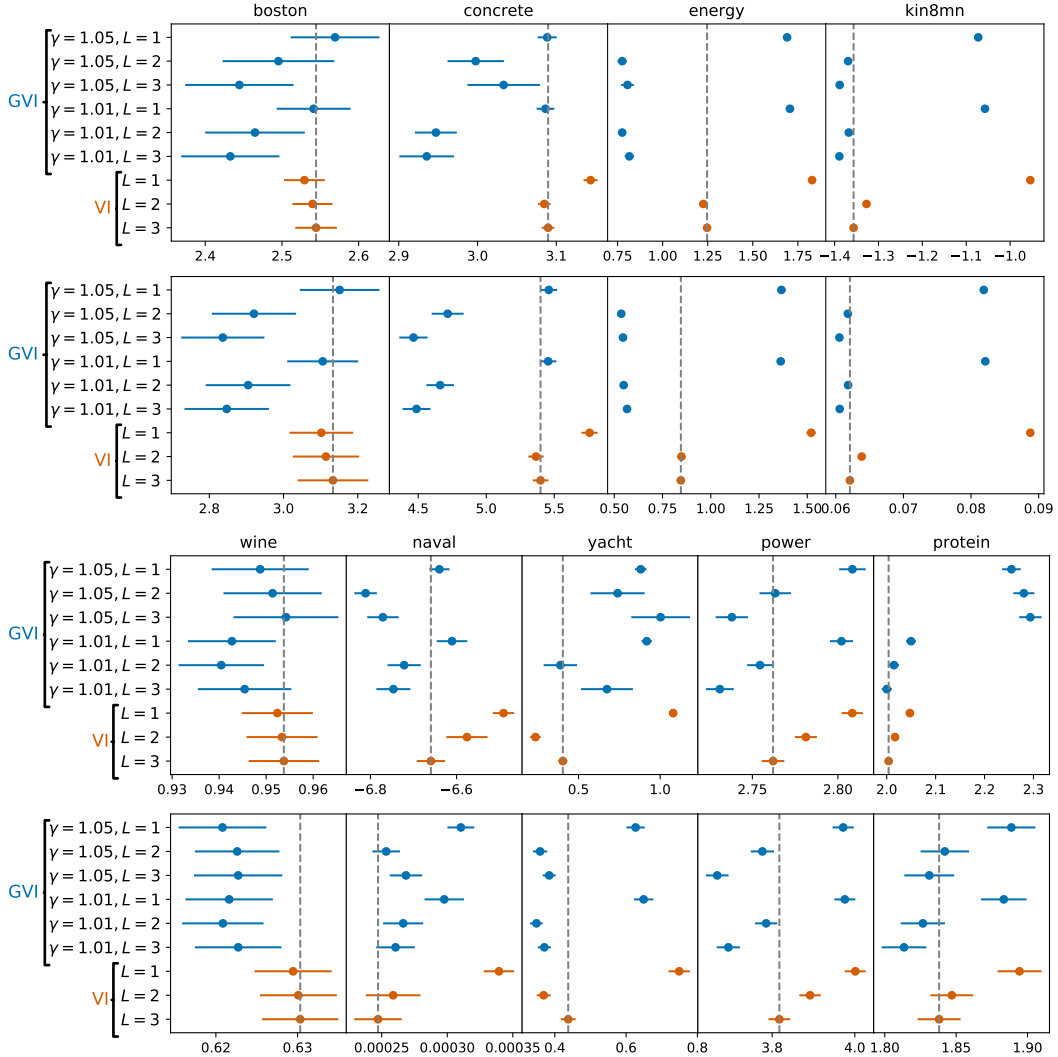 boston concrete energy kin8mn
γ = 1.05, L = 1
γ = 1.05, L = 2
γ = 1.05, L = 3
GVI
γ = 1.01, L = 1
γ = 1.01, L = 2
γ = 1.01, L = 3
L = 1
VI
L = 2
L = 3
2.4 2.5 2.6 2.9 3.0 3.1 0.75 1.25 1.75 −1.4 −1.3 −1.2 −1.1 −1.0
γ = 1.05, L = 1
γ = 1.05, L = 2
γ = 1.05, L = 3
GVI
γ = 1.01, L = 1
γ = 1.01, L = 2
γ = 1.01, L = 3
L = 1
VI
L = 2
L = 3
2.8 3.0 3.2 4.5 5.0 5.5 0.50 0.75 1.00 1.25 1.50 0.06 0.07 0.08 0.09
wine naval yacht power protein
γ = 1.05, L = 1
γ = 1.05, L = 2
γ = 1.05, L = 3
GVI
γ = 1.01, L = 1
γ = 1.01, L = 2
γ = 1.01, L = 3
L = 1
VI
L = 2
L = 3
0.93 0.94 0.95 0.96 −6.8 −6.6 0.5 1.0 2.75 2.80 2.0 2.1 2.2 2.3
γ = 1.05, L = 1
γ = 1.05, L = 2
γ = 1.05, L = 3
GVI
γ = 1.01, L = 1
γ = 1.01, L = 2
γ = 1.01, L = 3
L = 1
VI
L = 2
L = 3
0.62 0.63 0.00025 0.00030 0.00035 0.4 0.6 0.8 3.8 4.0 1.80 1.85 1.90